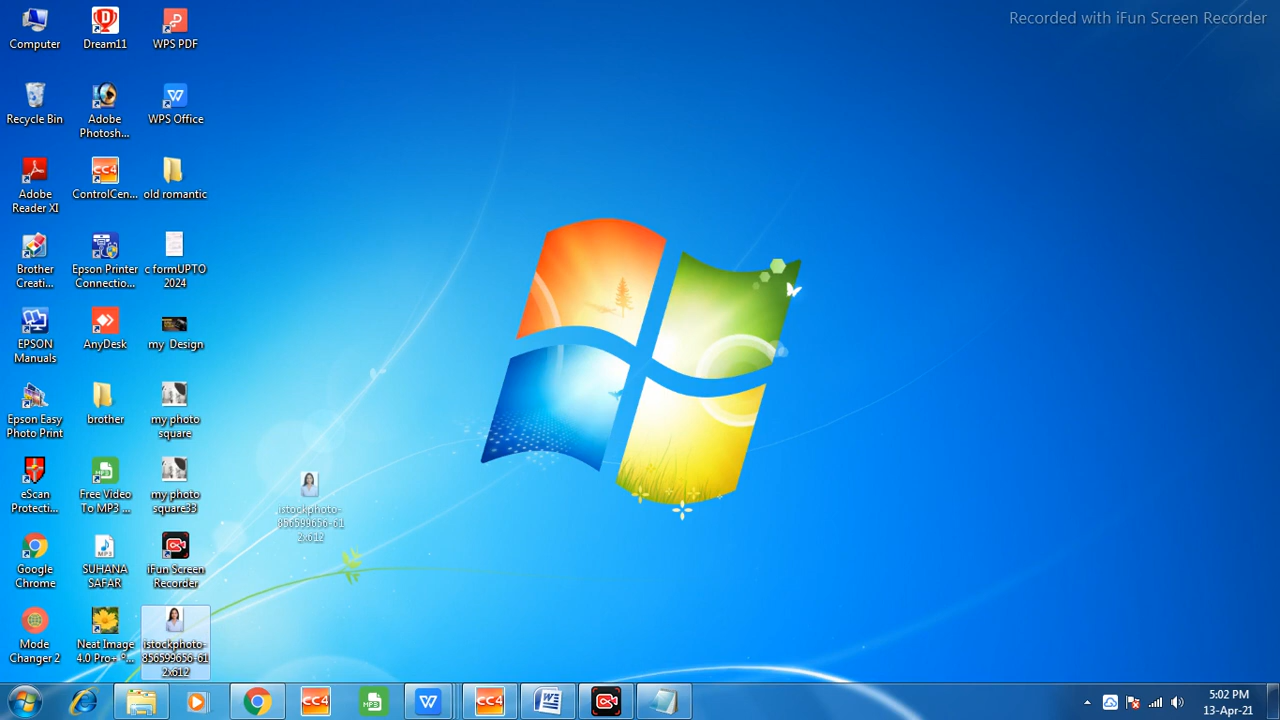 Recorded with iFun Screen Recorder
Computer
Dream11
WPS PDF
Recycle Bin
Adobe
Photosh...
WPS Office
Adobe
Reader XI
ControlCen...
old romantic
Brother
Creati...
Epson Printer
Connectio...
c formUPTO
2024
EPSON
Manuals
AnyDesk
my Design
Epson Easy
Photo Print
brother
my photo
square
eScan
Protecti...
Free Video
To MP3 ...
my photo
square33
istockphoto-
856599656-61
2x612
Google
Chrome
SUHANA
SAFAR
iFun Screen
Recorder
Mode
Changer 2
Neat Image
4.0 Pro+ °...
istockphoto-
856599656-61
2x612
5:02 PM
13-Apr-21